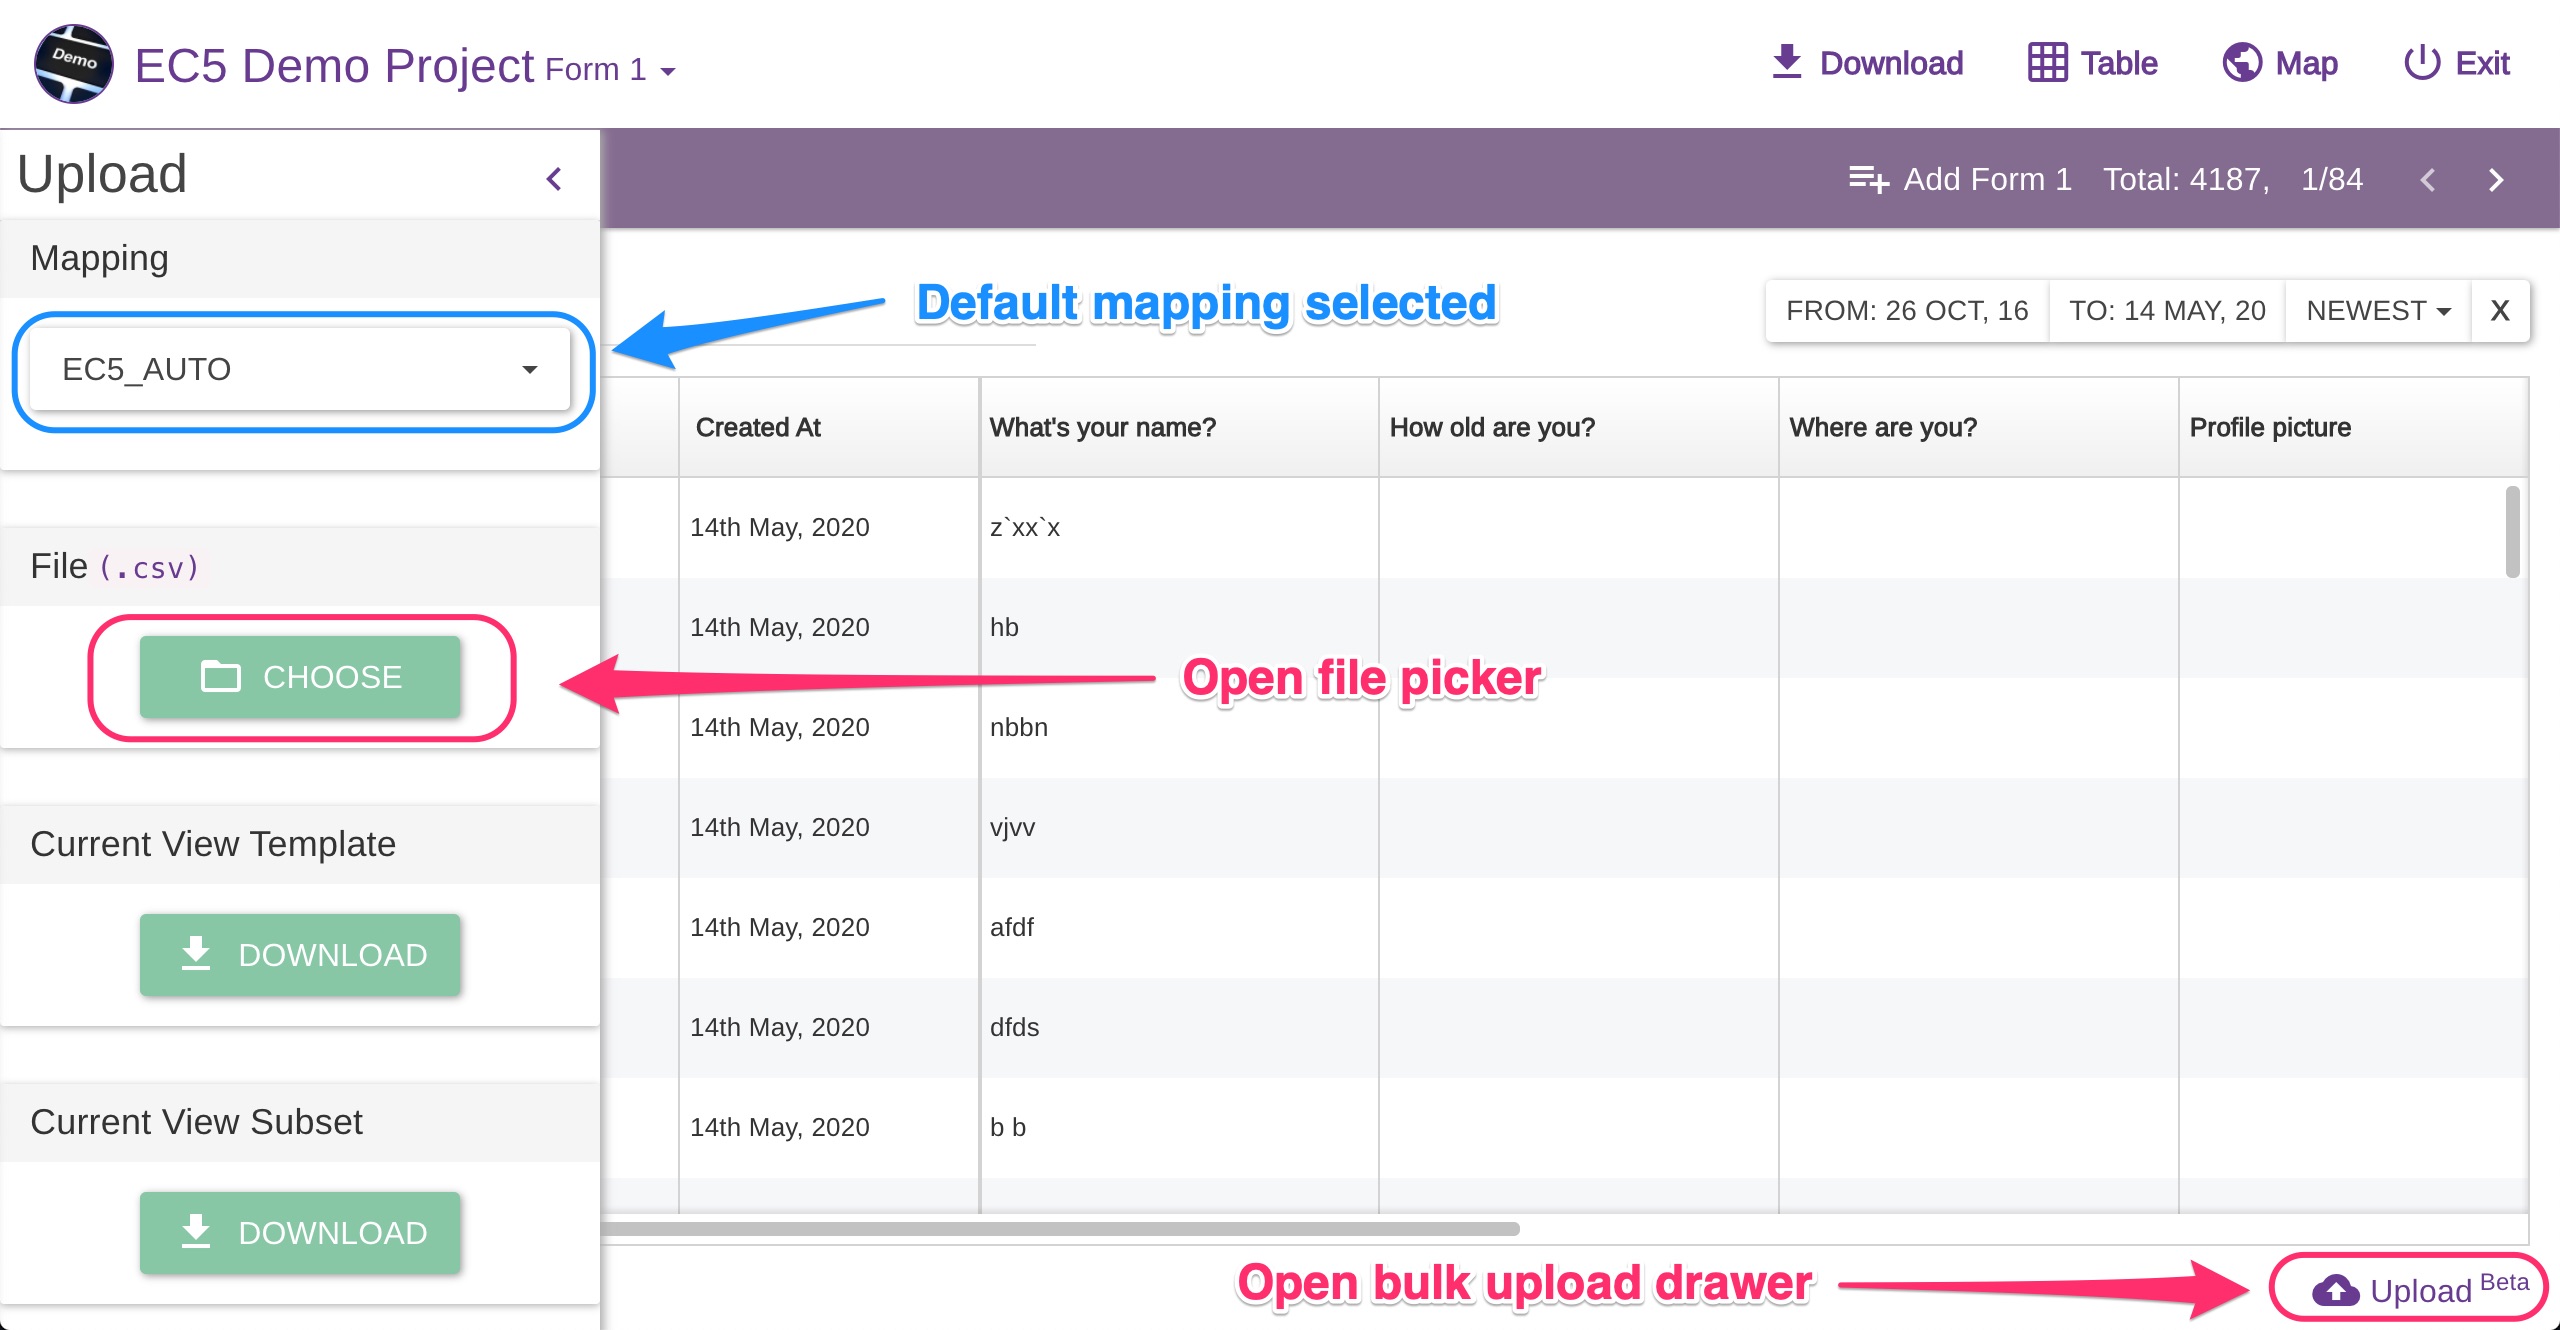 Demo
EC5 Demo Project Form 1
Download Table Map Exit
Upload
Add Form 1 Total: 4187, 1/84
Mapping
EC5_AUTO
Default mapping selected
FROM: 26 OCT, 16 TO: 14 MAY, 20 NEWEST X
Created At What's your name? How old are you? Where are you? Profile picture
14th May, 2020 z`xx`x
File (.csv)
14th May, 2020 hb
CHOOSE
Open file picker
14th May, 2020 nbbn
14th May, 2020 vjvv
Current View Template
14th May, 2020 afdf
DOWNLOAD
14th May, 2020 dfds
Current View Subset
14th May, 2020 b b
DOWNLOAD
Open bulk upload drawer
Upload Beta